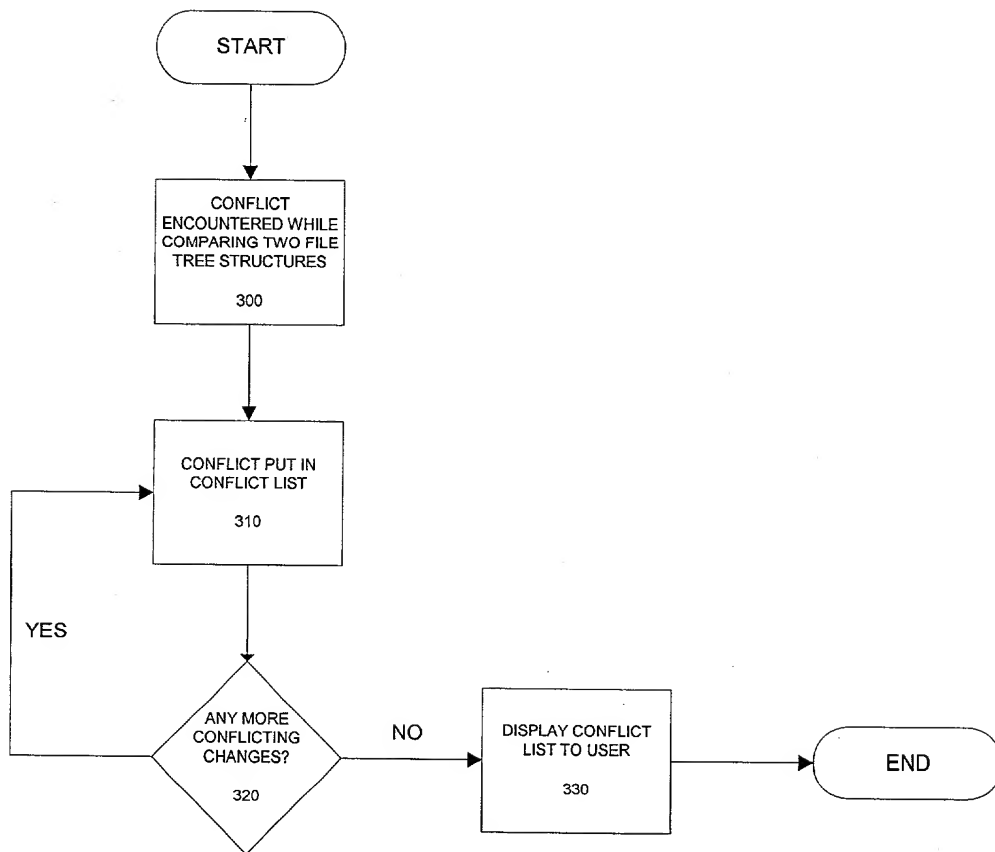 START
CONFLICT
ENCOUNTERED WHILE
COMPARING TWO FILE
TREE STRUCTURES
300
CONFLICT PUT IN
CONFLICT LIST
310
YES
ANY MORE
CONFLICTING
CHANGES?
320
NO
DISPLAY CONFLICT
LIST TO USER
330
END